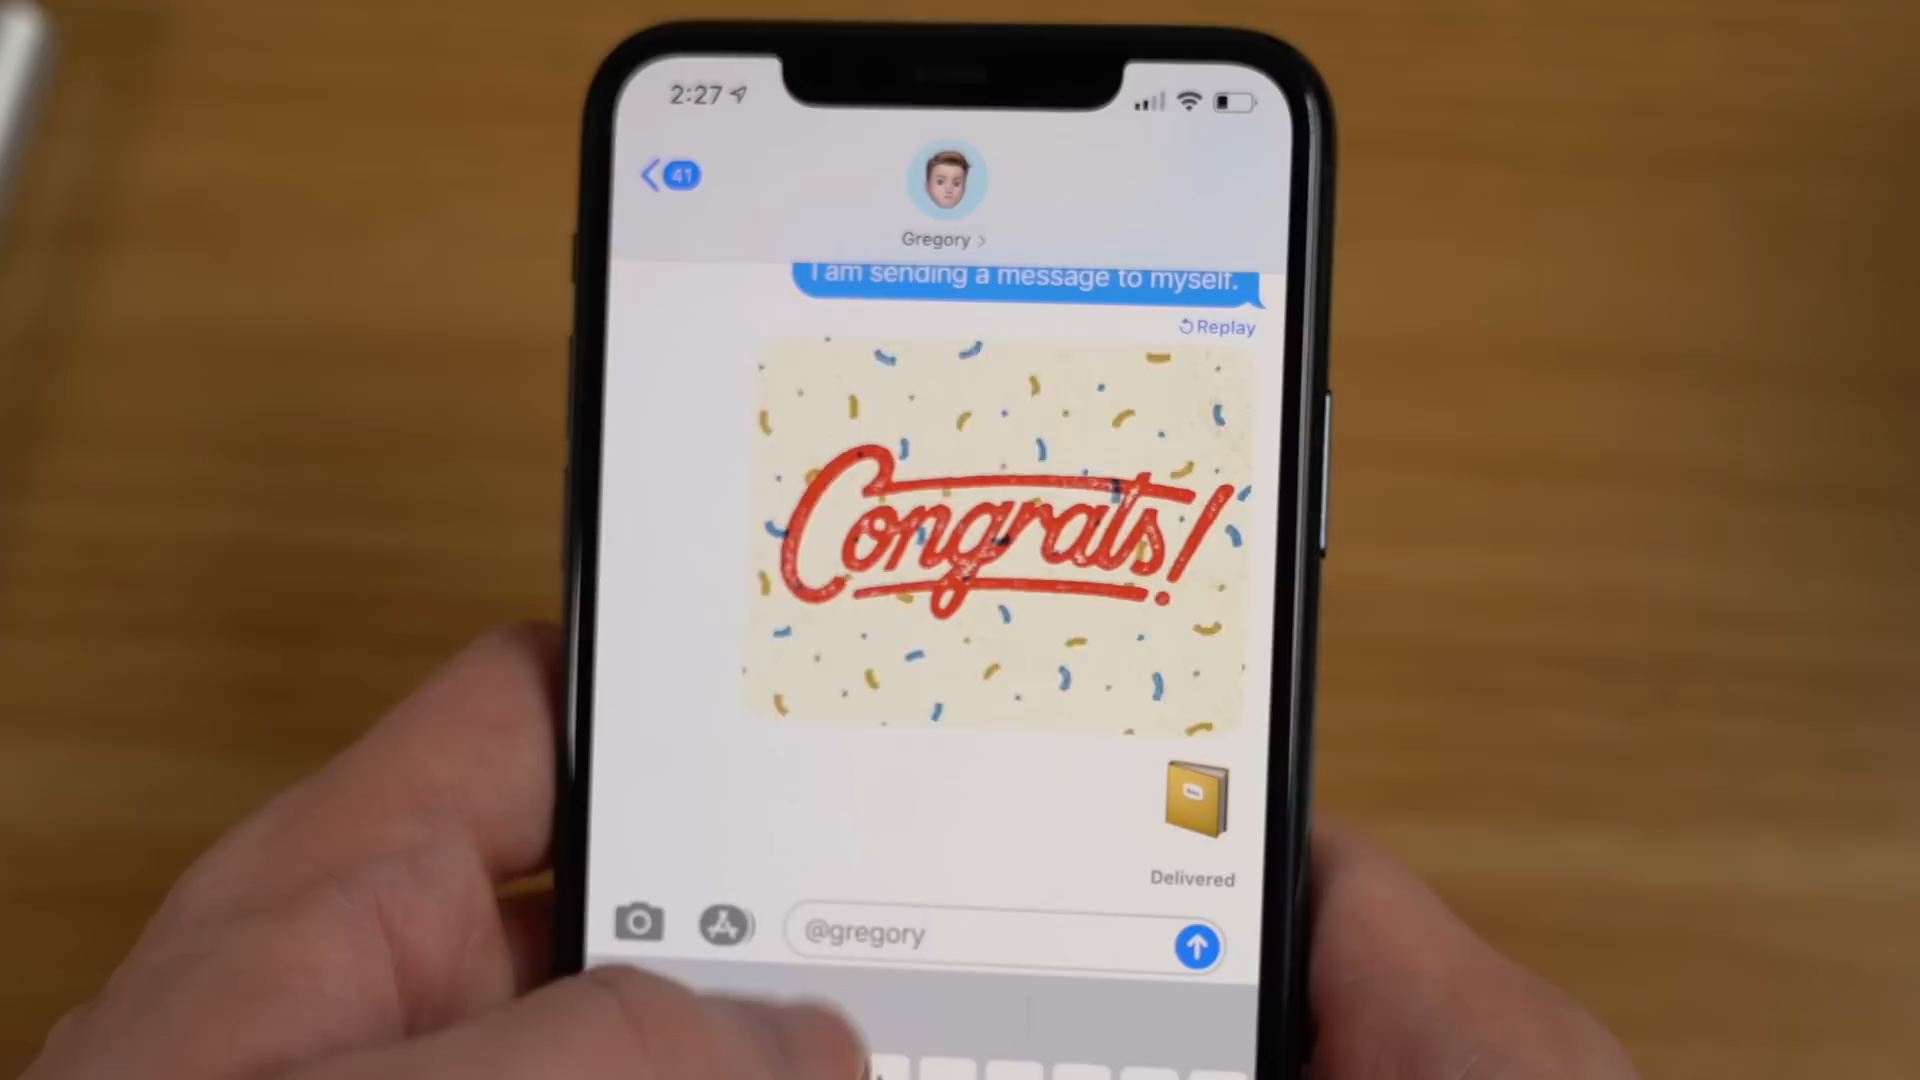 2:27
41
Gregory
I am sending a message to myself.
Replay
Congrats!
Delivered
@gregory